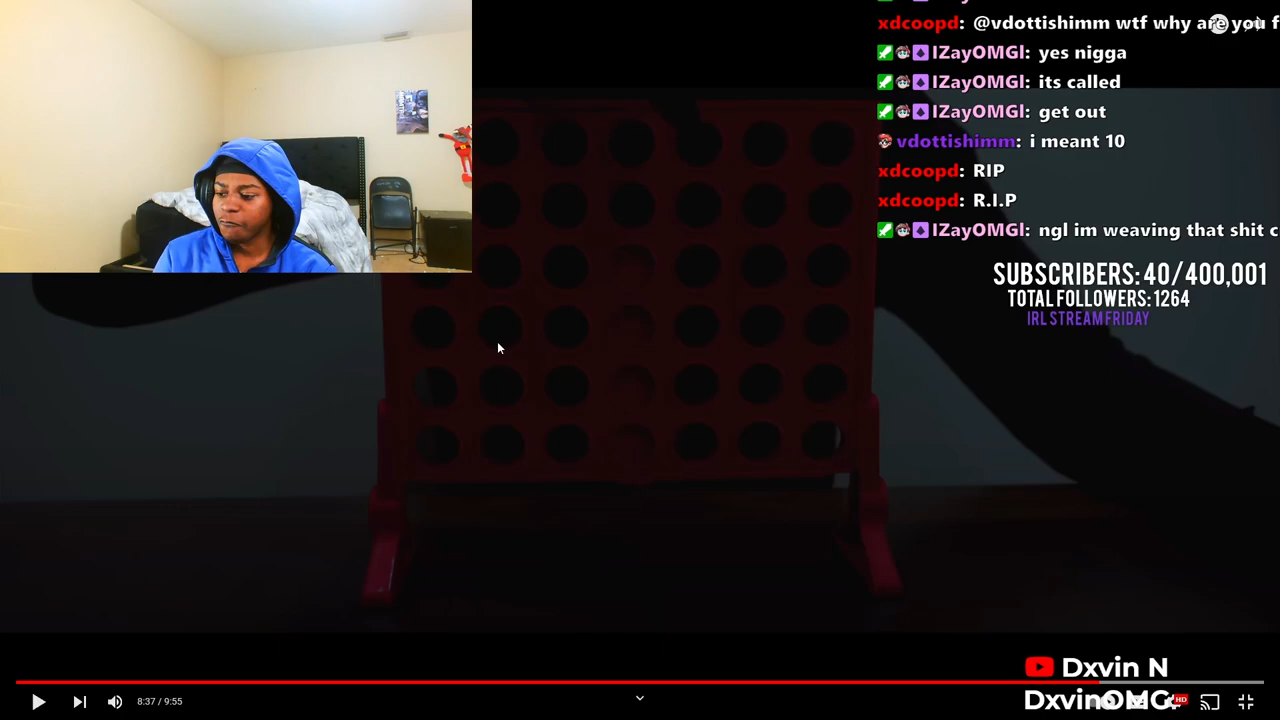 xdcoopd: @vdottishimm wtf why are you f
IZayOMGl: yes nigga
IZayOMGl: its called
IZayOMGl: get out
vdottishimm: i meant 10
xdcoopd: RIP
xdcoopd: R.I.P
IZayOMGl: ngl im weaving that shit c
SUBSCRIBERS: 40/400,001
TOTAL FOLLOWERS: 1264
IRL STREAM FRIDAY
Dxvin N
8:37 / 9:55
DxvinOMG
HD